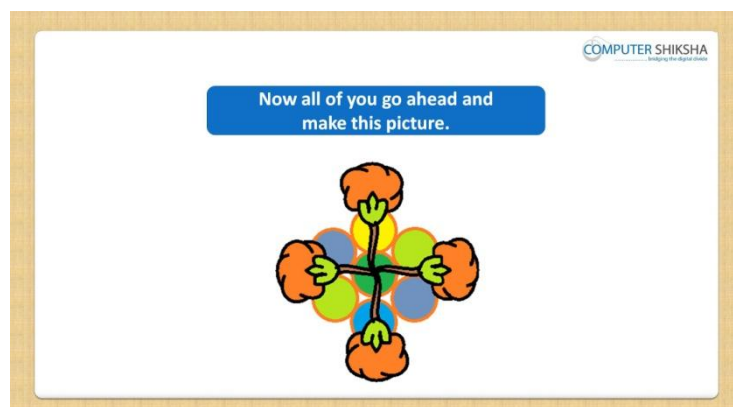 COMPUTER SHIKSHA
bridging the digital divide
Now all of you go ahead and
make this picture.